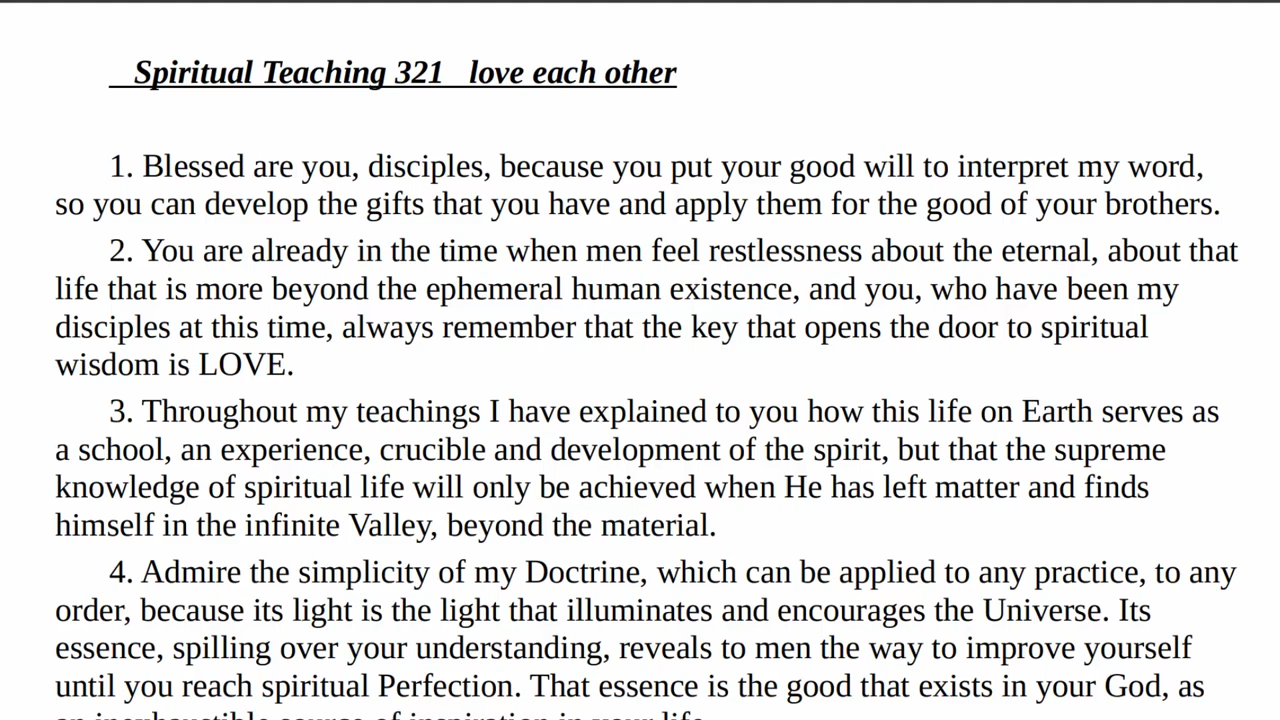 Spiritual Teaching 321 love each other
1. Blessed are you, disciples, because you put your good will to interpret my word,
so you can develop the gifts that you have and apply them for the good of your brothers.
2. You are already in the time when men feel restlessness about the eternal, about that
life that is more beyond the ephemeral human existence, and you, who have been my
disciples at this time, always remember that the key that opens the door to spiritual
wisdom is LOVE.
3. Throughout my teachings I have explained to you how this life on Earth serves as
a school, an experience, crucible and development of the spirit, but that the supreme
knowledge of spiritual life will only be achieved when He has left matter and finds
himself in the infinite Valley, beyond the material.
4. Admire the simplicity of my Doctrine, which can be applied to any practice, to any
order, because its light is the light that illuminates and encourages the Universe. Its
essence, spilling over your understanding, reveals to men the way to improve yourself
until you reach spiritual Perfection. That essence is the good that exists in your God, as
an inexhaustible source of inspiration in your life.